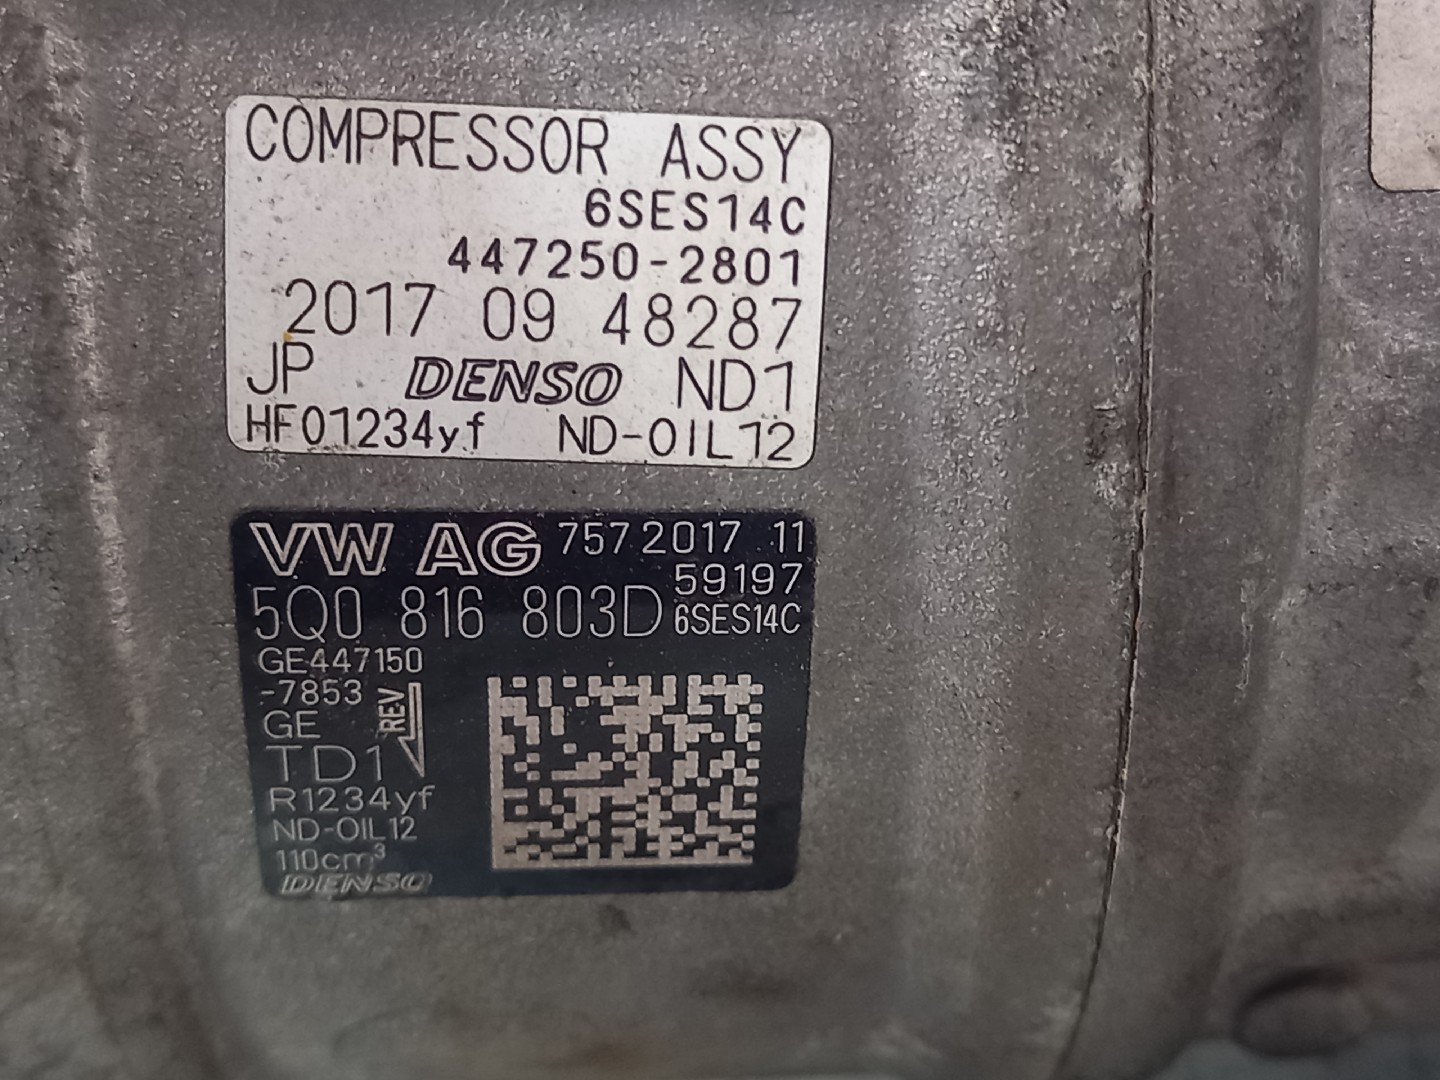 COMPRESSOR ASSY
6SES14C
447250-2801
2017 09 48287
JP DENSO ND1
HFO1234yf ND-OIL12
VW AG 757 2017 11
59197
5Q0 816 803D 6SES14C
GE447150
-7853
GE REV
TD1
R1234yf
ND-OIL12
110cm³
DENSO